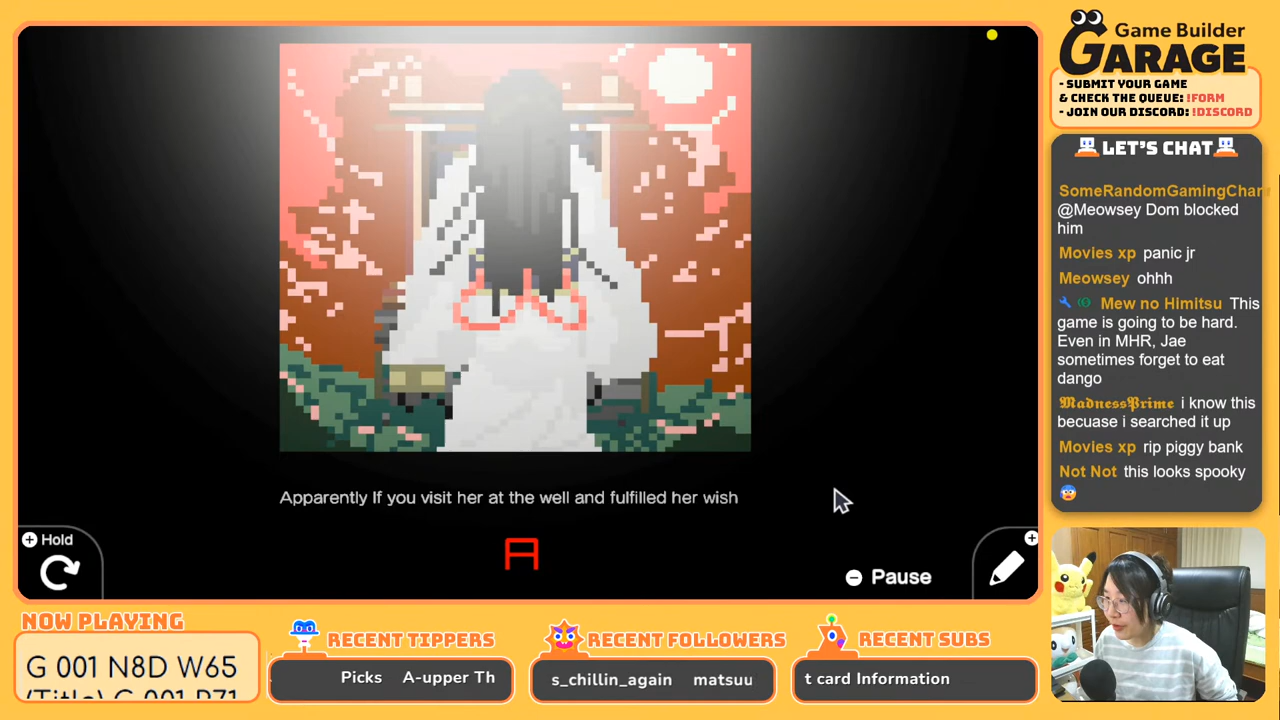 Game Builder
GARAGE
- SUBMIT YOUR GAME
& CHECK THE QUEUE: !FORM
- JOIN OUR DISCORD: !DISCORD
LET'S CHAT
SomeRandomGamingChan
@Meowsey Dom blocked
him
Movies xp panic jr
Meowsey ohhh
Mew no Himitsu This
game is going to be hard.
Even in MHR, Jae
sometimes forget to eat
dango
MadnessPrime i know this
becuase i searched it up
Movies xp rip piggy bank
Not Not this looks spooky
Apparently If you visit her at the well and fulfilled her wish
A
Hold
Pause
NOW PLAYING
G 001 N8D W65
(Title) G 001 P71
RECENT TIPPERS
Picks A-upper Th
RECENT FOLLOWERS
s_chillin_again matsuu
RECENT SUBS
t card Information